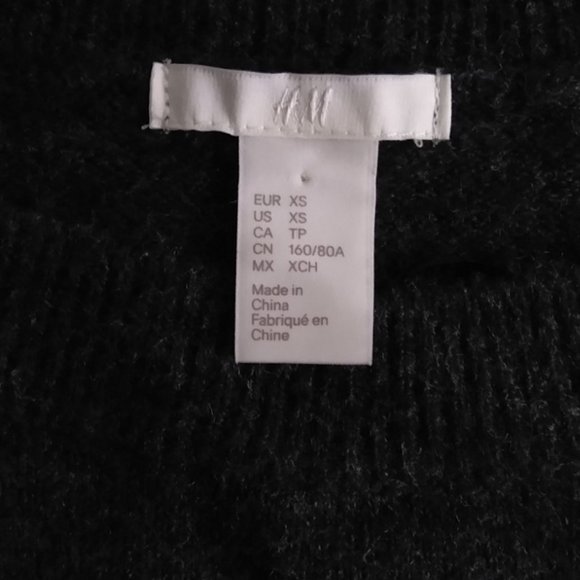 H&M
EUR XS
US XS
CA TP
CN 160/80A
MX XCH
Made in
China
Fabriqué en
Chine